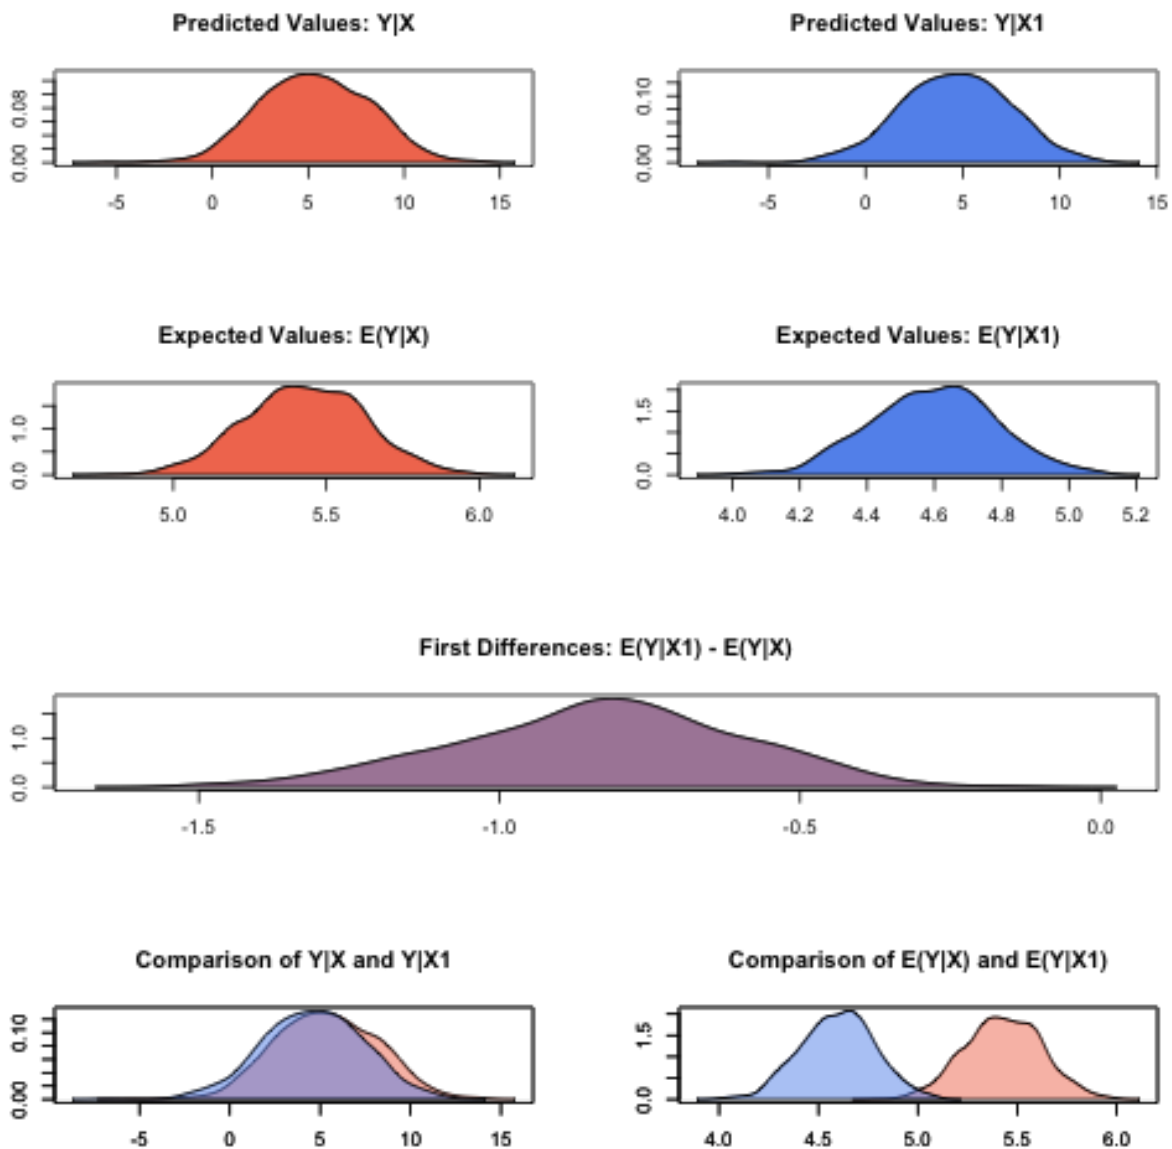 Predicted Values: Y|X
0.00 0.08
-5 0 5 10 15
Predicted Values: Y|X1
0.00 0.10
-5 0 5 10 15
Expected Values: E(Y|X)
0.0 1.0
5.0 5.5 6.0
Expected Values: E(Y|X1)
0.0 1.5
4.0 4.2 4.4 4.6 4.8 5.0 5.2
First Differences: E(Y|X1) - E(Y|X)
0.0 1.0
-1.5 -1.0 -0.5 0.0
Comparison of Y|X and Y|X1
0.00 0.10
-5 0 5 10 15
Comparison of E(Y|X) and E(Y|X1)
0.0 1.5
4.0 4.5 5.0 5.5 6.0